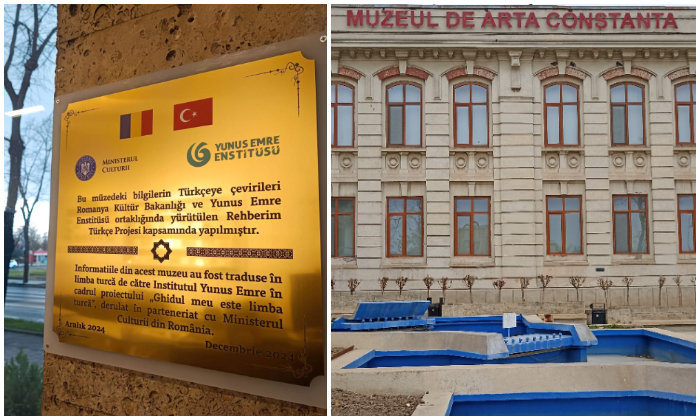 MINISTERUL
CULTURII
YUNUS EMRE
ENSTİTÜSÜ
Bu müzedeki bilgilerin Türkçeye çevirileri
Romanya Kültür Bakanlığı ve Yunus Emre
Enstitüsü ortaklığında yürütülen Rehberim
Türkçe Projesi kapsamında yapılmıştır.
Informatiile din acest muzeu au fost traduse în
limba turcă de către Institutul Yunus Emre în
cadrul proiectului „Ghidul meu este limba
turcă”, derulat în parteneriat cu Ministerul
Culturii din România.
Aralık 2024
Decembrie 2024
MUZEUL DE ARTA CONSTANTA